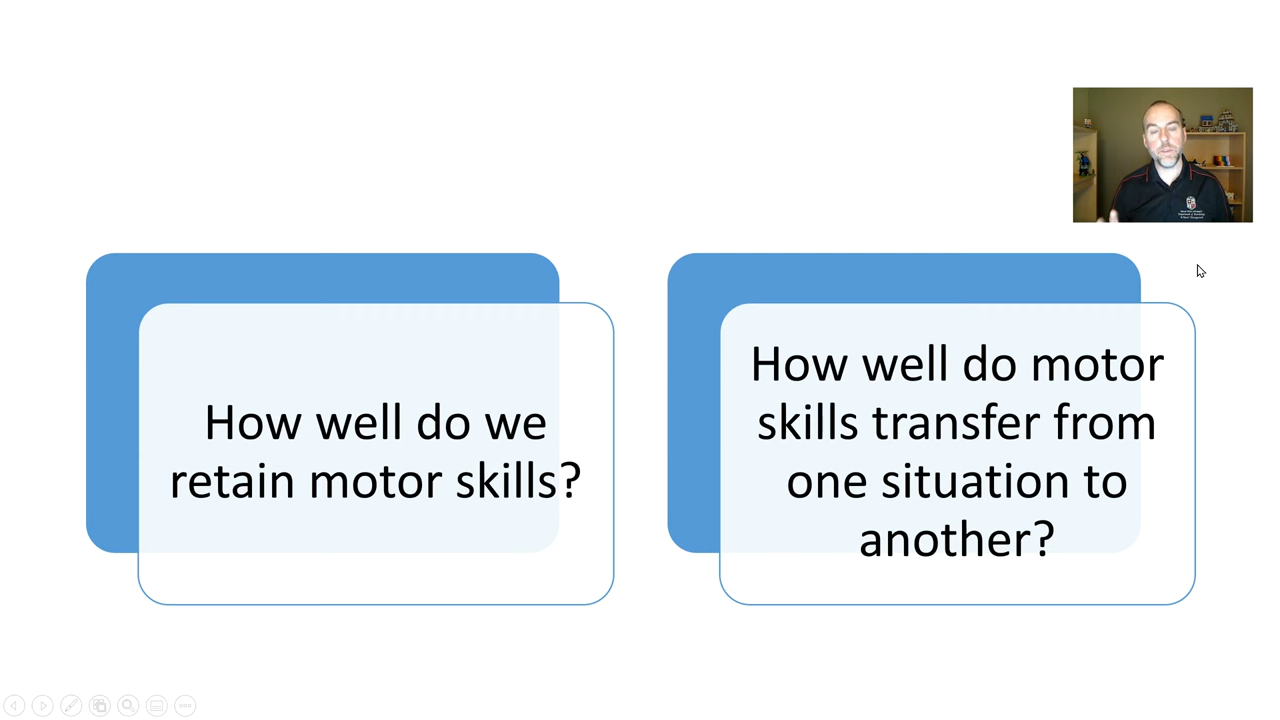 How well do we
retain motor skills?
How well do motor
skills transfer from
one situation to
another?